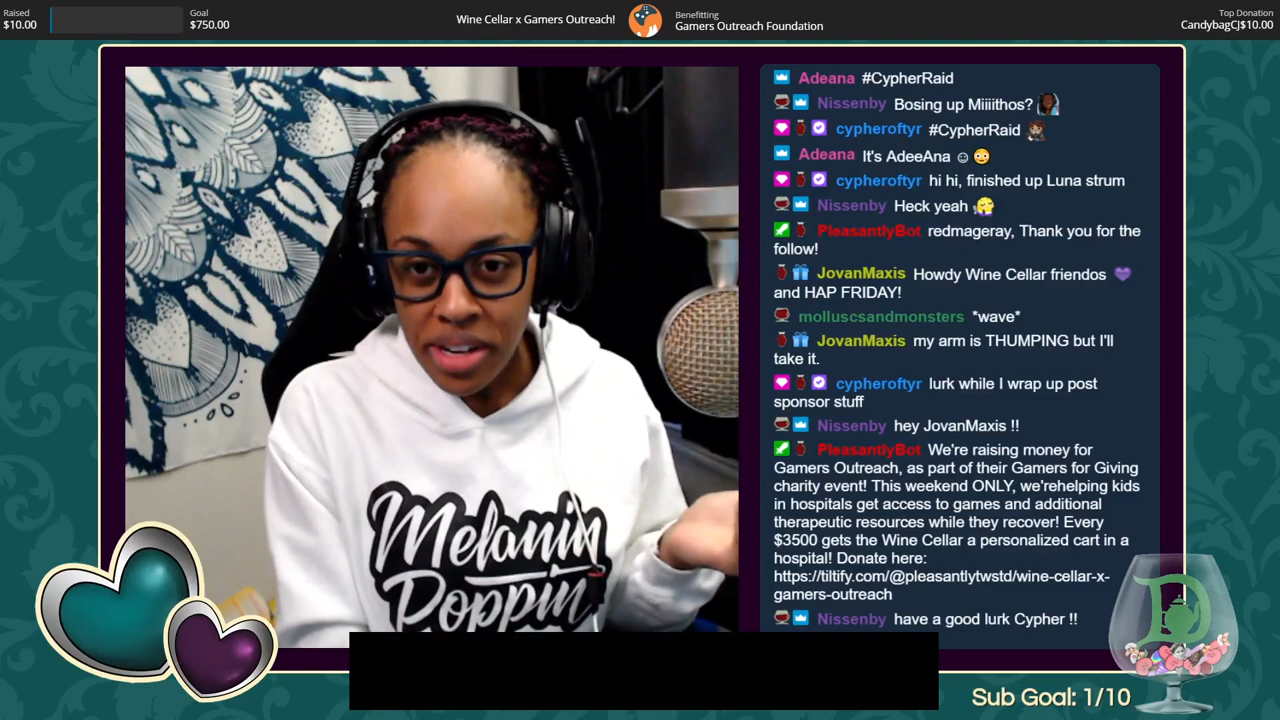 Raised
$10.00
Goal
$750.00
Wine Cellar x Gamers Outreach!
Benefitting
Gamers Outreach Foundation
Top Donation
CandybagCJ$10.00
Adeana #CypherRaid
Nissenby Bosing up Miiiithos?
cypheroftyr #CypherRaid
Adeana It's AdeeAna
cypheroftyr hi hi, finished up Luna strum
Nissenby Heck yeah
PleasantlyBot redmageray, Thank you for the
follow!
JovanMaxis Howdy Wine Cellar friendos
and HAP FRIDAY!
molluscsandmonsters *wave*
JovanMaxis my arm is THUMPING but I'll
take it.
cypheroftyr lurk while I wrap up post
sponsor stuff
Nissenby hey JovanMaxis !!
PleasantlyBot We're raising money for
Gamers Outreach, as part of their Gamers for Giving
charity event! This weekend ONLY, we'rehelping kids
in hospitals get access to games and additional
therapeutic resources while they recover! Every
$3500 gets the Wine Cellar a personalized cart in a
hospital! Donate here:
https://tiltify.com/@pleasantlytwstd/wine-cellar-x-
gamers-outreach
Nissenby have a good lurk Cypher !!
Melanin
Poppin
D
Sub Goal: 1/10